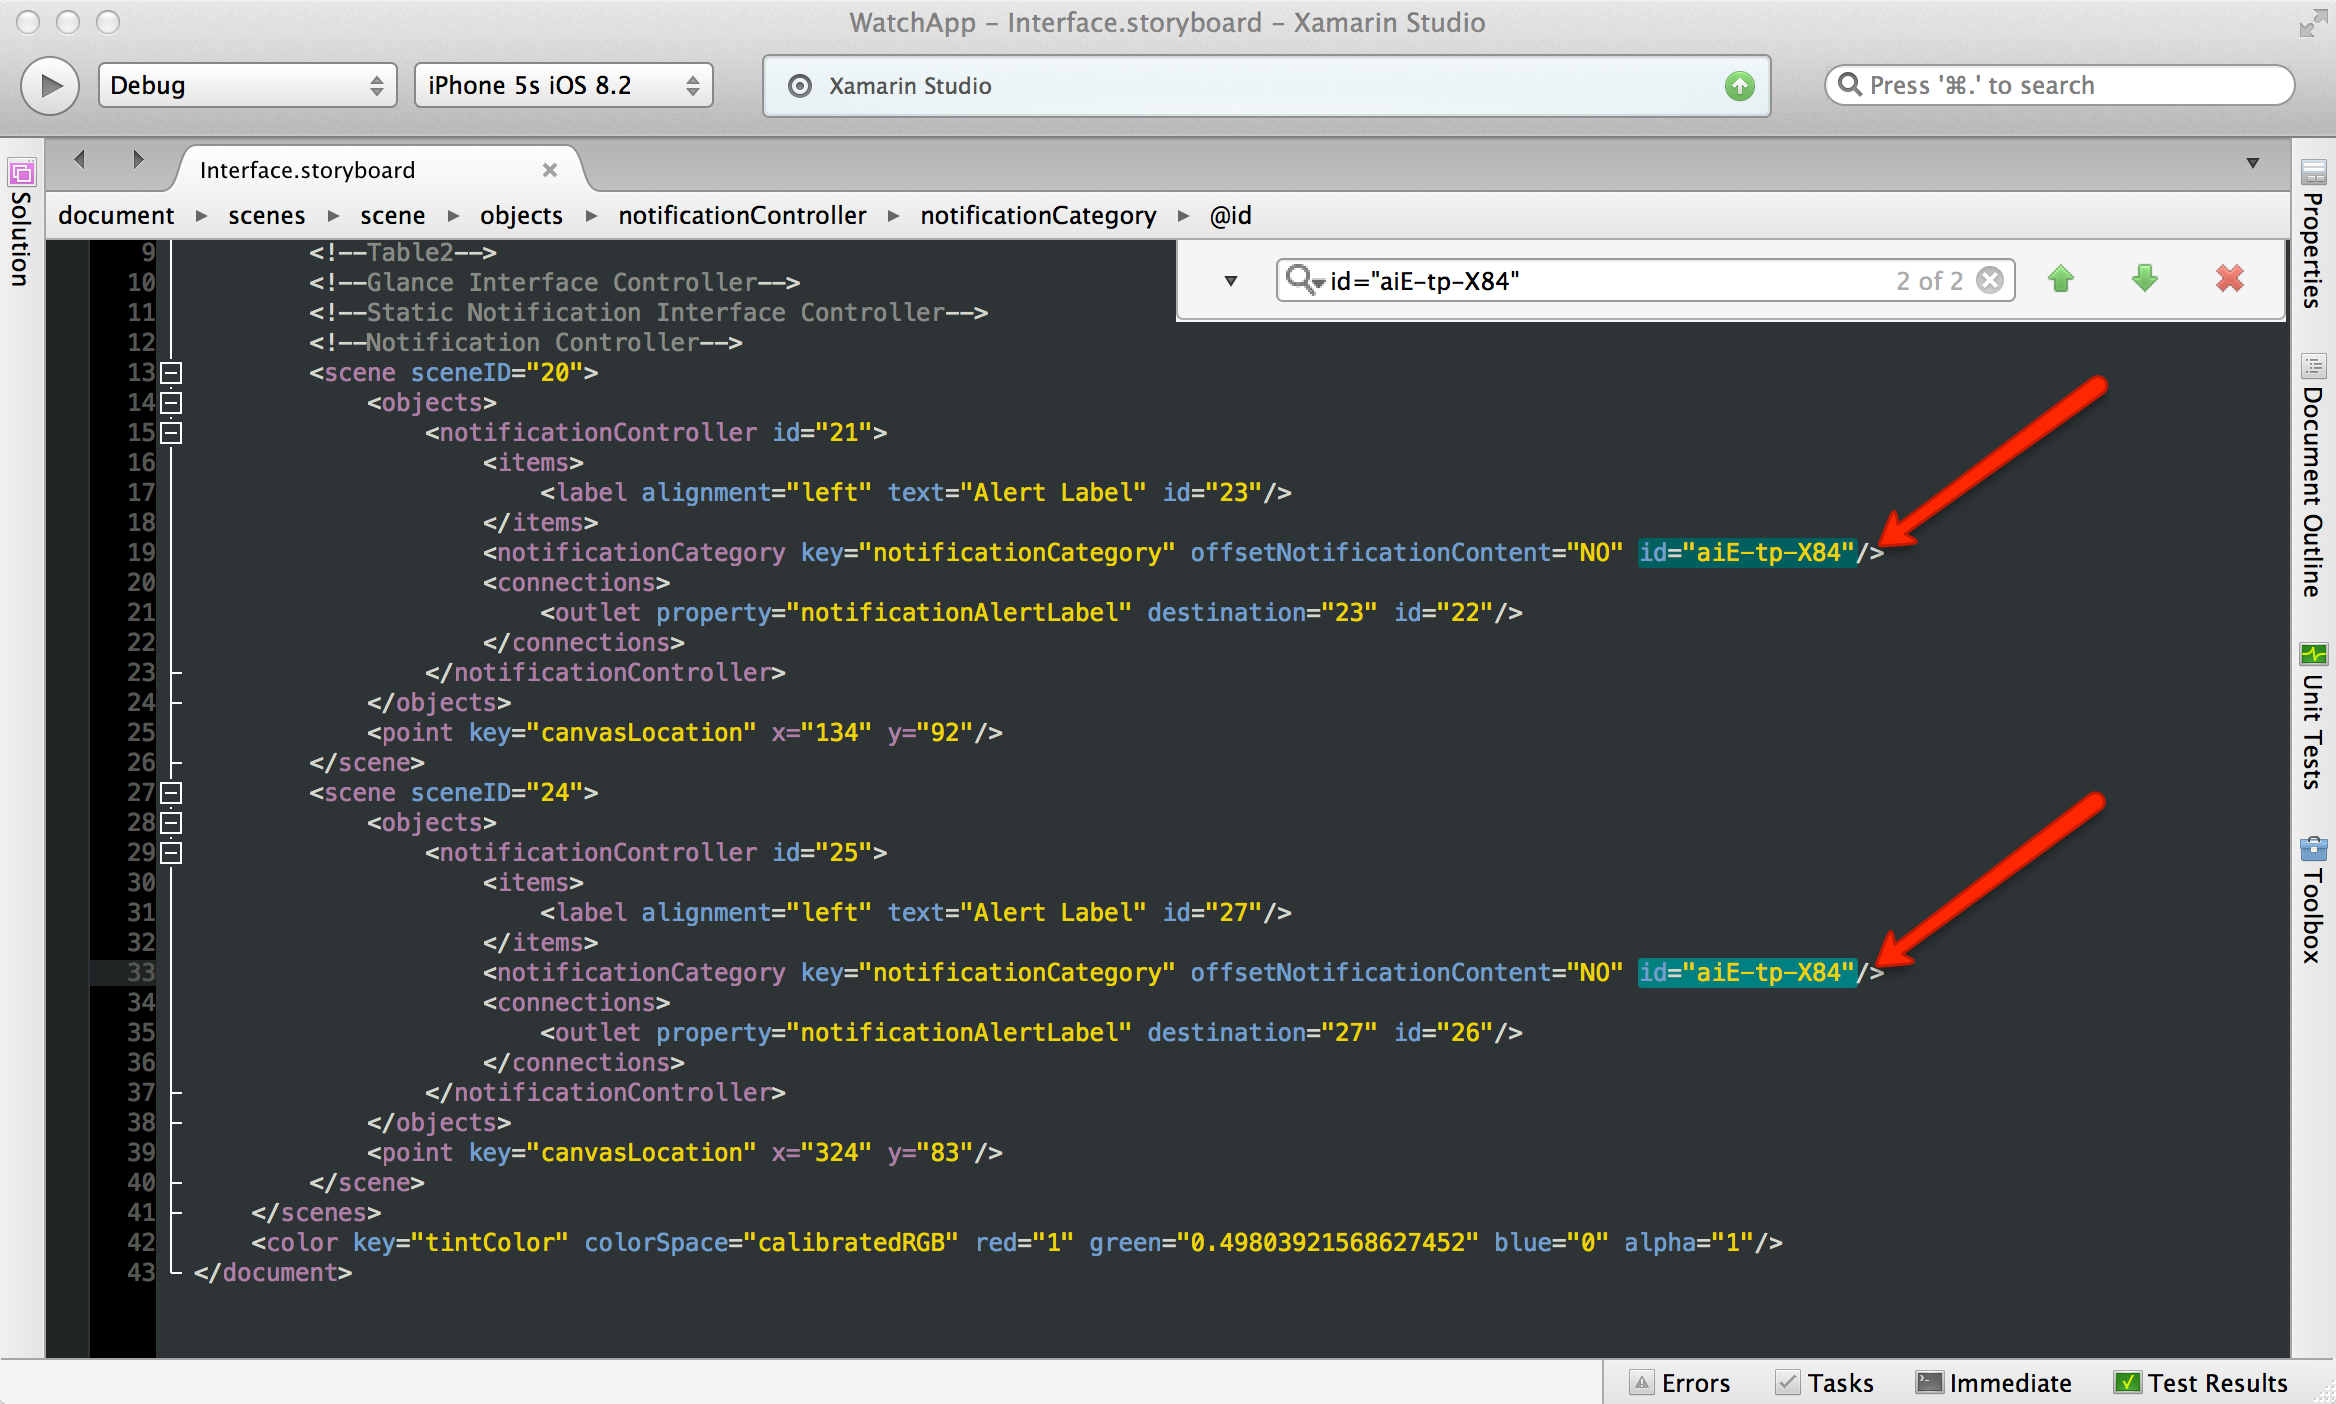 WatchApp – Interface.storyboard – Xamarin Studio
Debug
iPhone 5s iOS 8.2
Xamarin Studio
Press '⌘.' to search
Solution
Interface.storyboard
document ▸ scenes ▸ scene ▸ objects ▸ notificationController ▸ notificationCategory ▸ @id
id="aiE-tp-X84"
2 of 2
9 <!--Table2-->
10 <!--Glance Interface Controller-->
11 <!--Static Notification Interface Controller-->
12 <!--Notification Controller-->
13 <scene sceneID="20">
14 <objects>
15 <notificationController id="21">
16 <items>
17 <label alignment="left" text="Alert Label" id="23"/>
18 </items>
19 <notificationCategory key="notificationCategory" offsetNotificationContent="NO" id="aiE-tp-X84"/>
20 <connections>
21 <outlet property="notificationAlertLabel" destination="23" id="22"/>
22 </connections>
23 </notificationController>
24 </objects>
25 <point key="canvasLocation" x="134" y="92"/>
26 </scene>
27 <scene sceneID="24">
28 <objects>
29 <notificationController id="25">
30 <items>
31 <label alignment="left" text="Alert Label" id="27"/>
32 </items>
33 <notificationCategory key="notificationCategory" offsetNotificationContent="NO" id="aiE-tp-X84"/>
34 <connections>
35 <outlet property="notificationAlertLabel" destination="27" id="26"/>
36 </connections>
37 </notificationController>
38 </objects>
39 <point key="canvasLocation" x="324" y="83"/>
40 </scene>
41 </scenes>
42 <color key="tintColor" colorSpace="calibratedRGB" red="1" green="0.49803921568627452" blue="0" alpha="1"/>
43 </document>
Properties
Document Outline
Unit Tests
Toolbox
Errors
Tasks
Immediate
Test Results